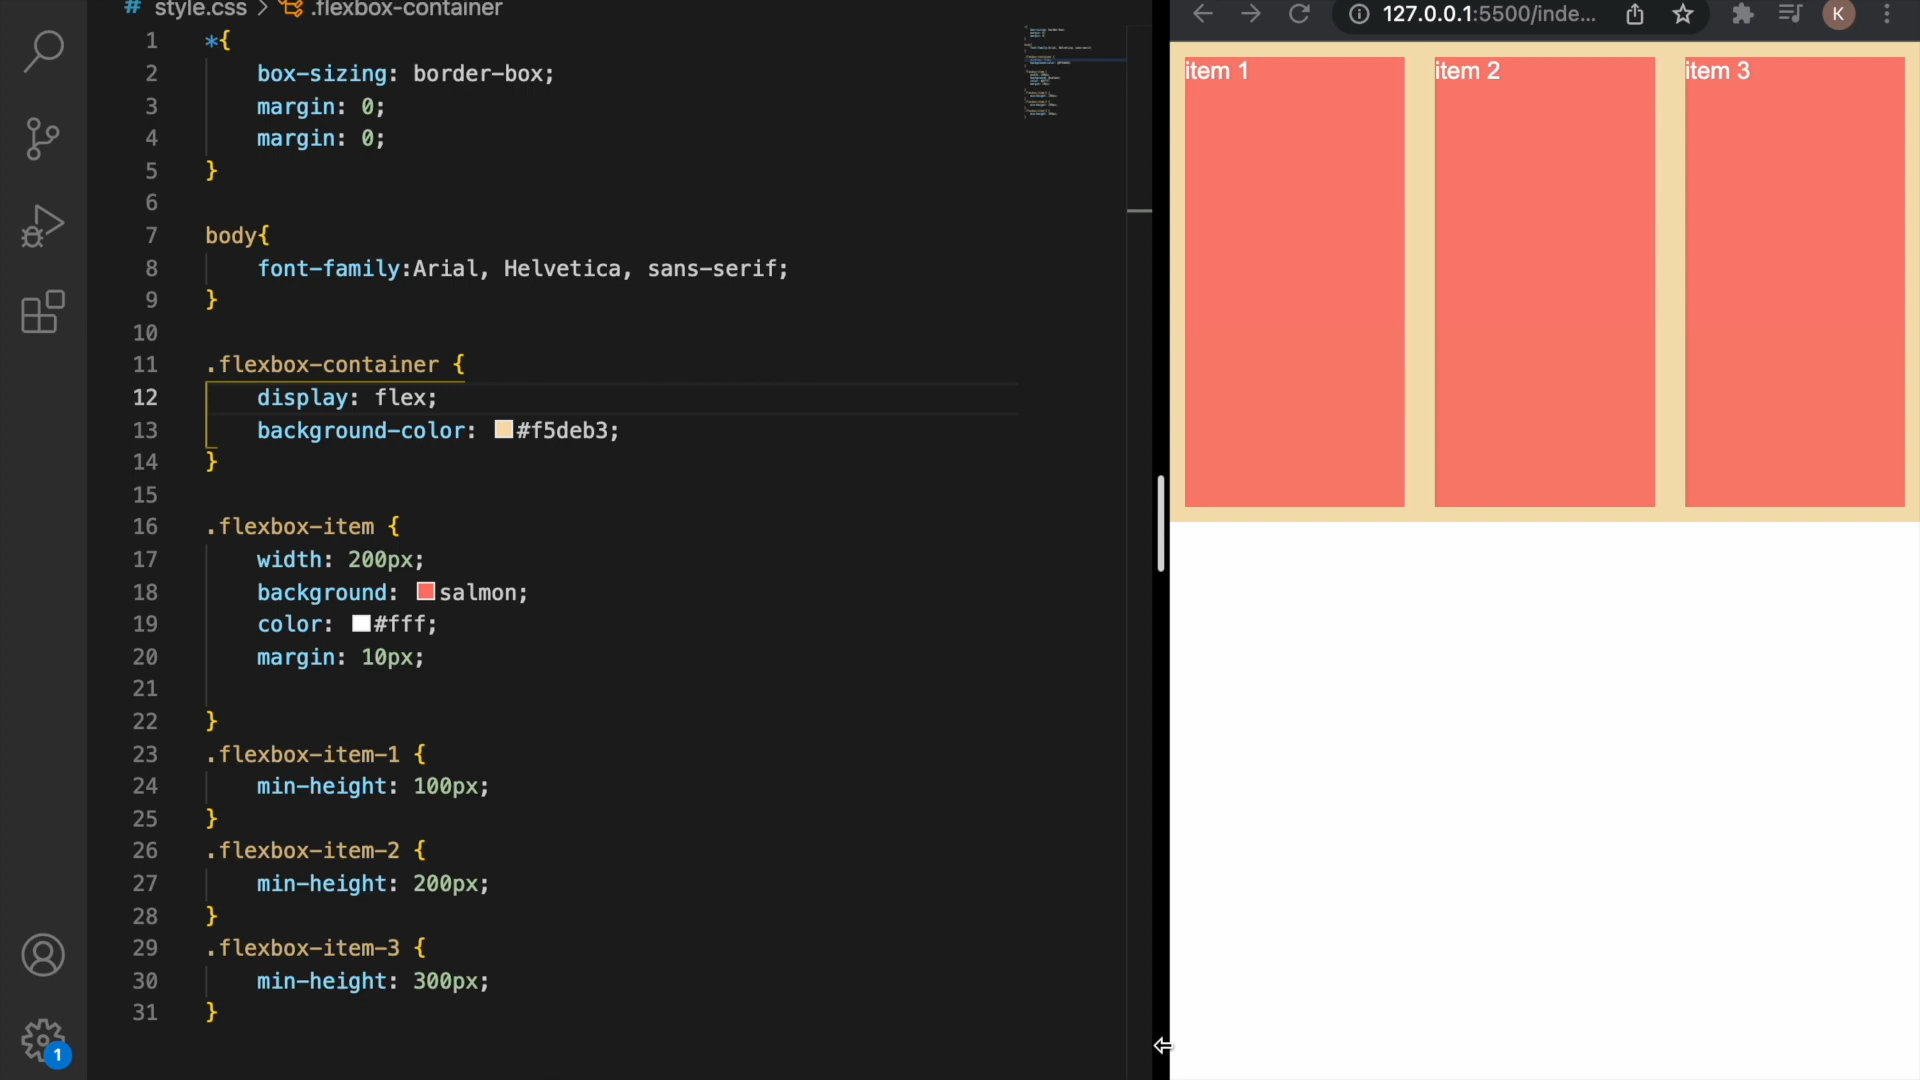 # style.css > .flexbox-container
1 *{
2 box-sizing: border-box;
3 margin: 0;
4 margin: 0;
5 }
6
7 body{
8 font-family:Arial, Helvetica, sans-serif;
9 }
10
11 .flexbox-container {
12 display: flex;
13 background-color: #f5deb3;
14 }
15
16 .flexbox-item {
17 width: 200px;
18 background: salmon;
19 color: #fff;
20 margin: 10px;
21
22 }
23 .flexbox-item-1 {
24 min-height: 100px;
25 }
26 .flexbox-item-2 {
27 min-height: 200px;
28 }
29 .flexbox-item-3 {
30 min-height: 300px;
31 }
1
127.0.0.1:5500/inde...
K
item 1
item 2
item 3